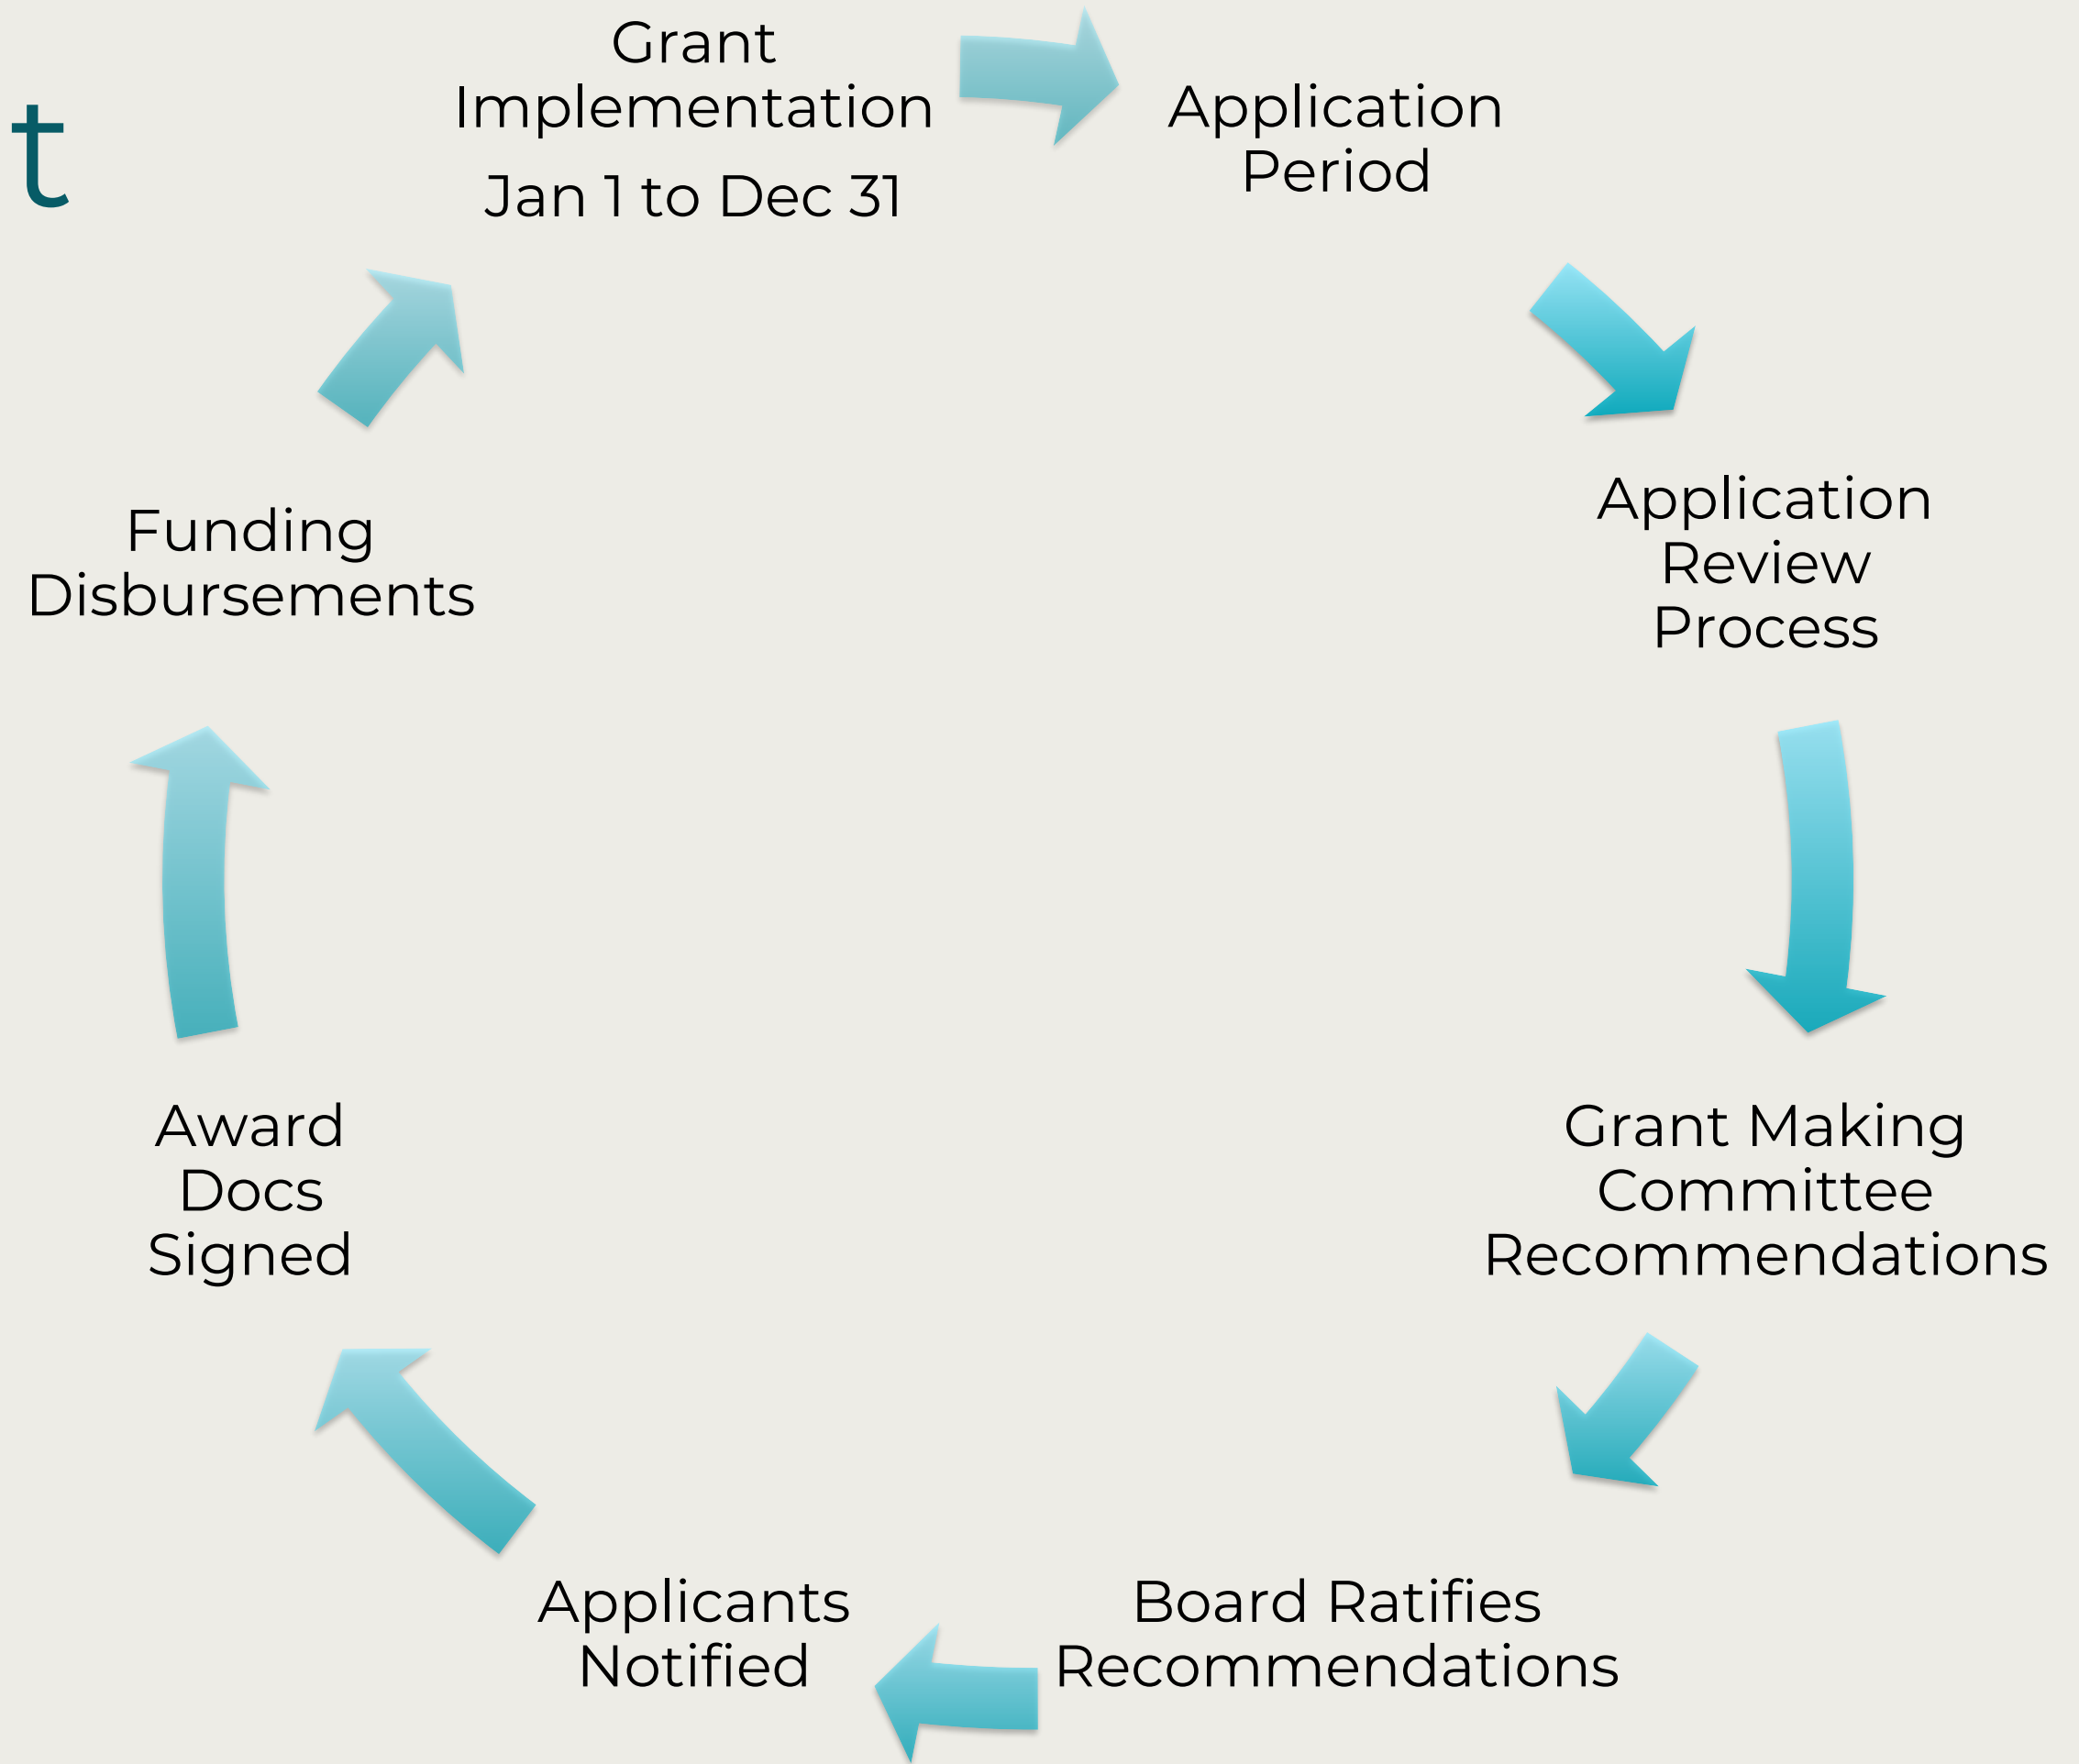 t
Grant
Implementation
Jan 1 to Dec 31
Application
Period
Application
Review
Process
Grant Making
Committee
Recommendations
Board Ratifies
Recommendations
Applicants
Notified
Award
Docs
Signed
Funding
Disbursements